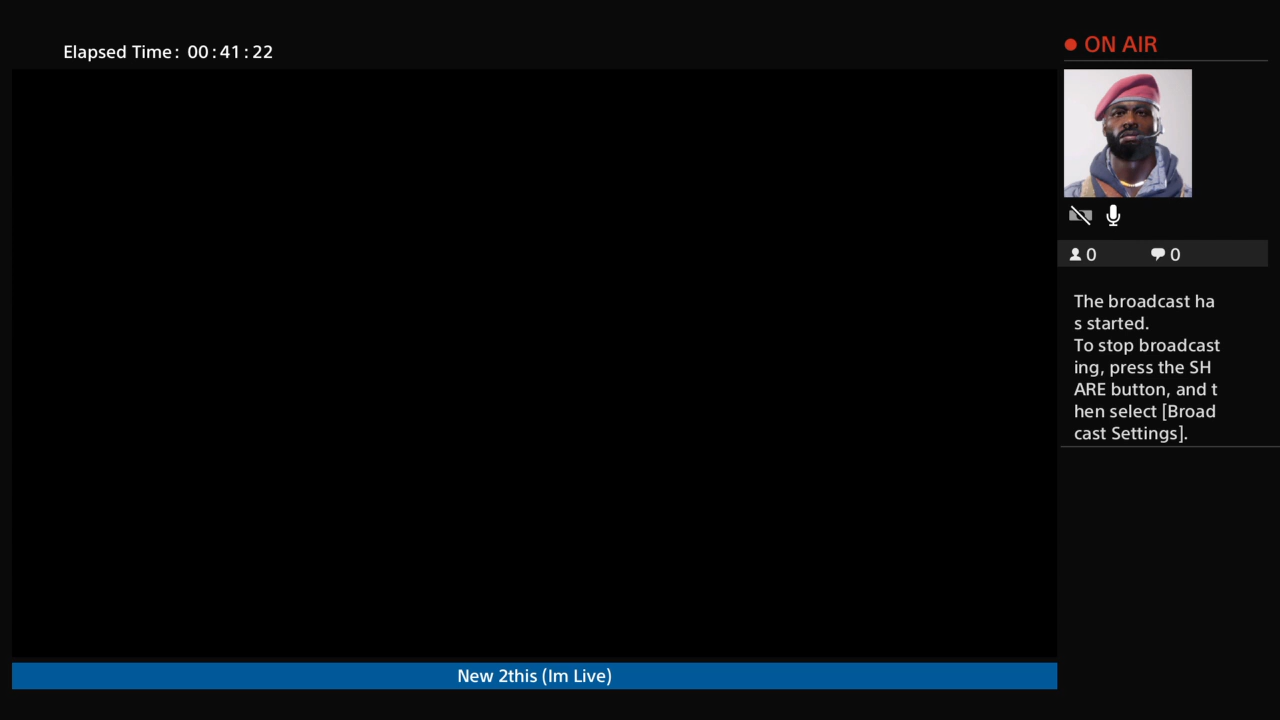 Elapsed Time: 00:41:22
ON AIR
0 0
The broadcast ha
s started.
To stop broadcast
ing, press the SH
ARE button, and t
hen select [Broad
cast Settings].
New 2this (Im Live)